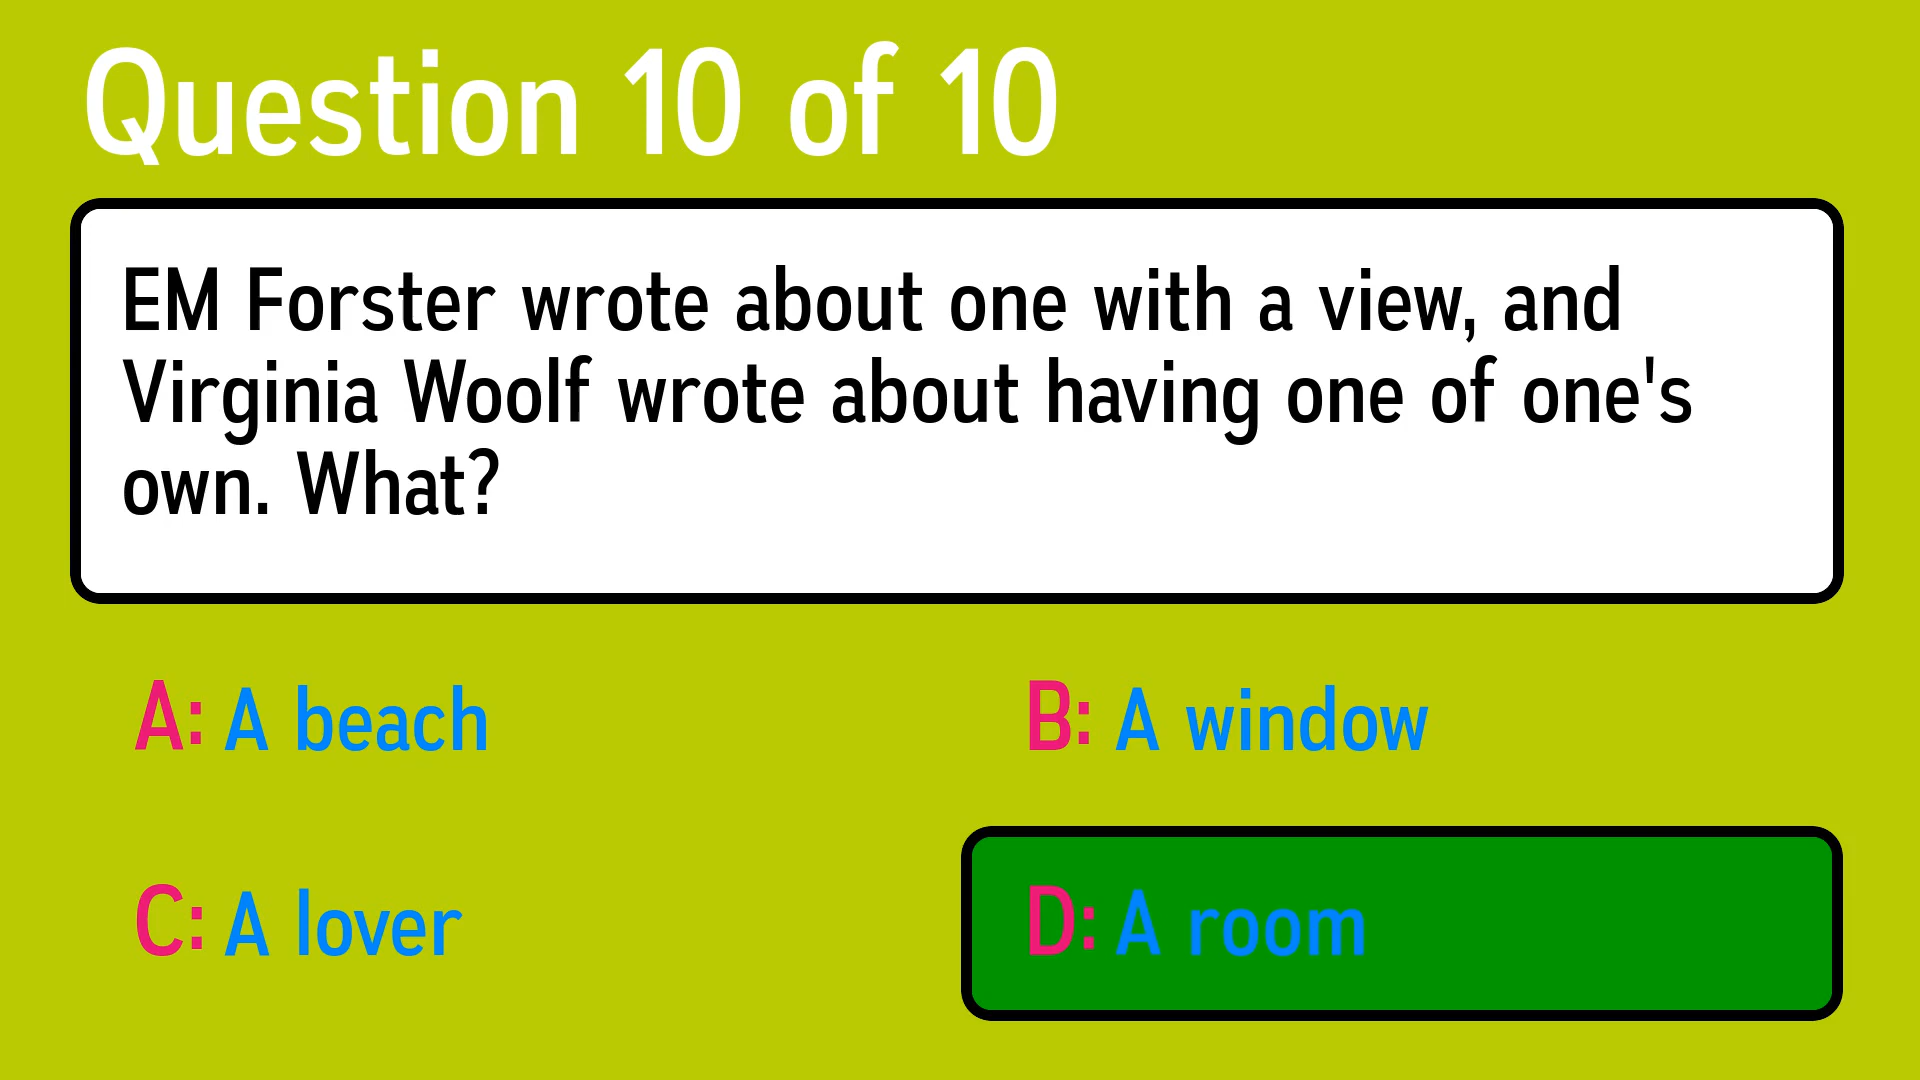 Question 10 of 10
EM Forster wrote about one with a view, and
Virginia Woolf wrote about having one of one's
own. What?
A: A beach
B: A window
C: A lover
D: A room